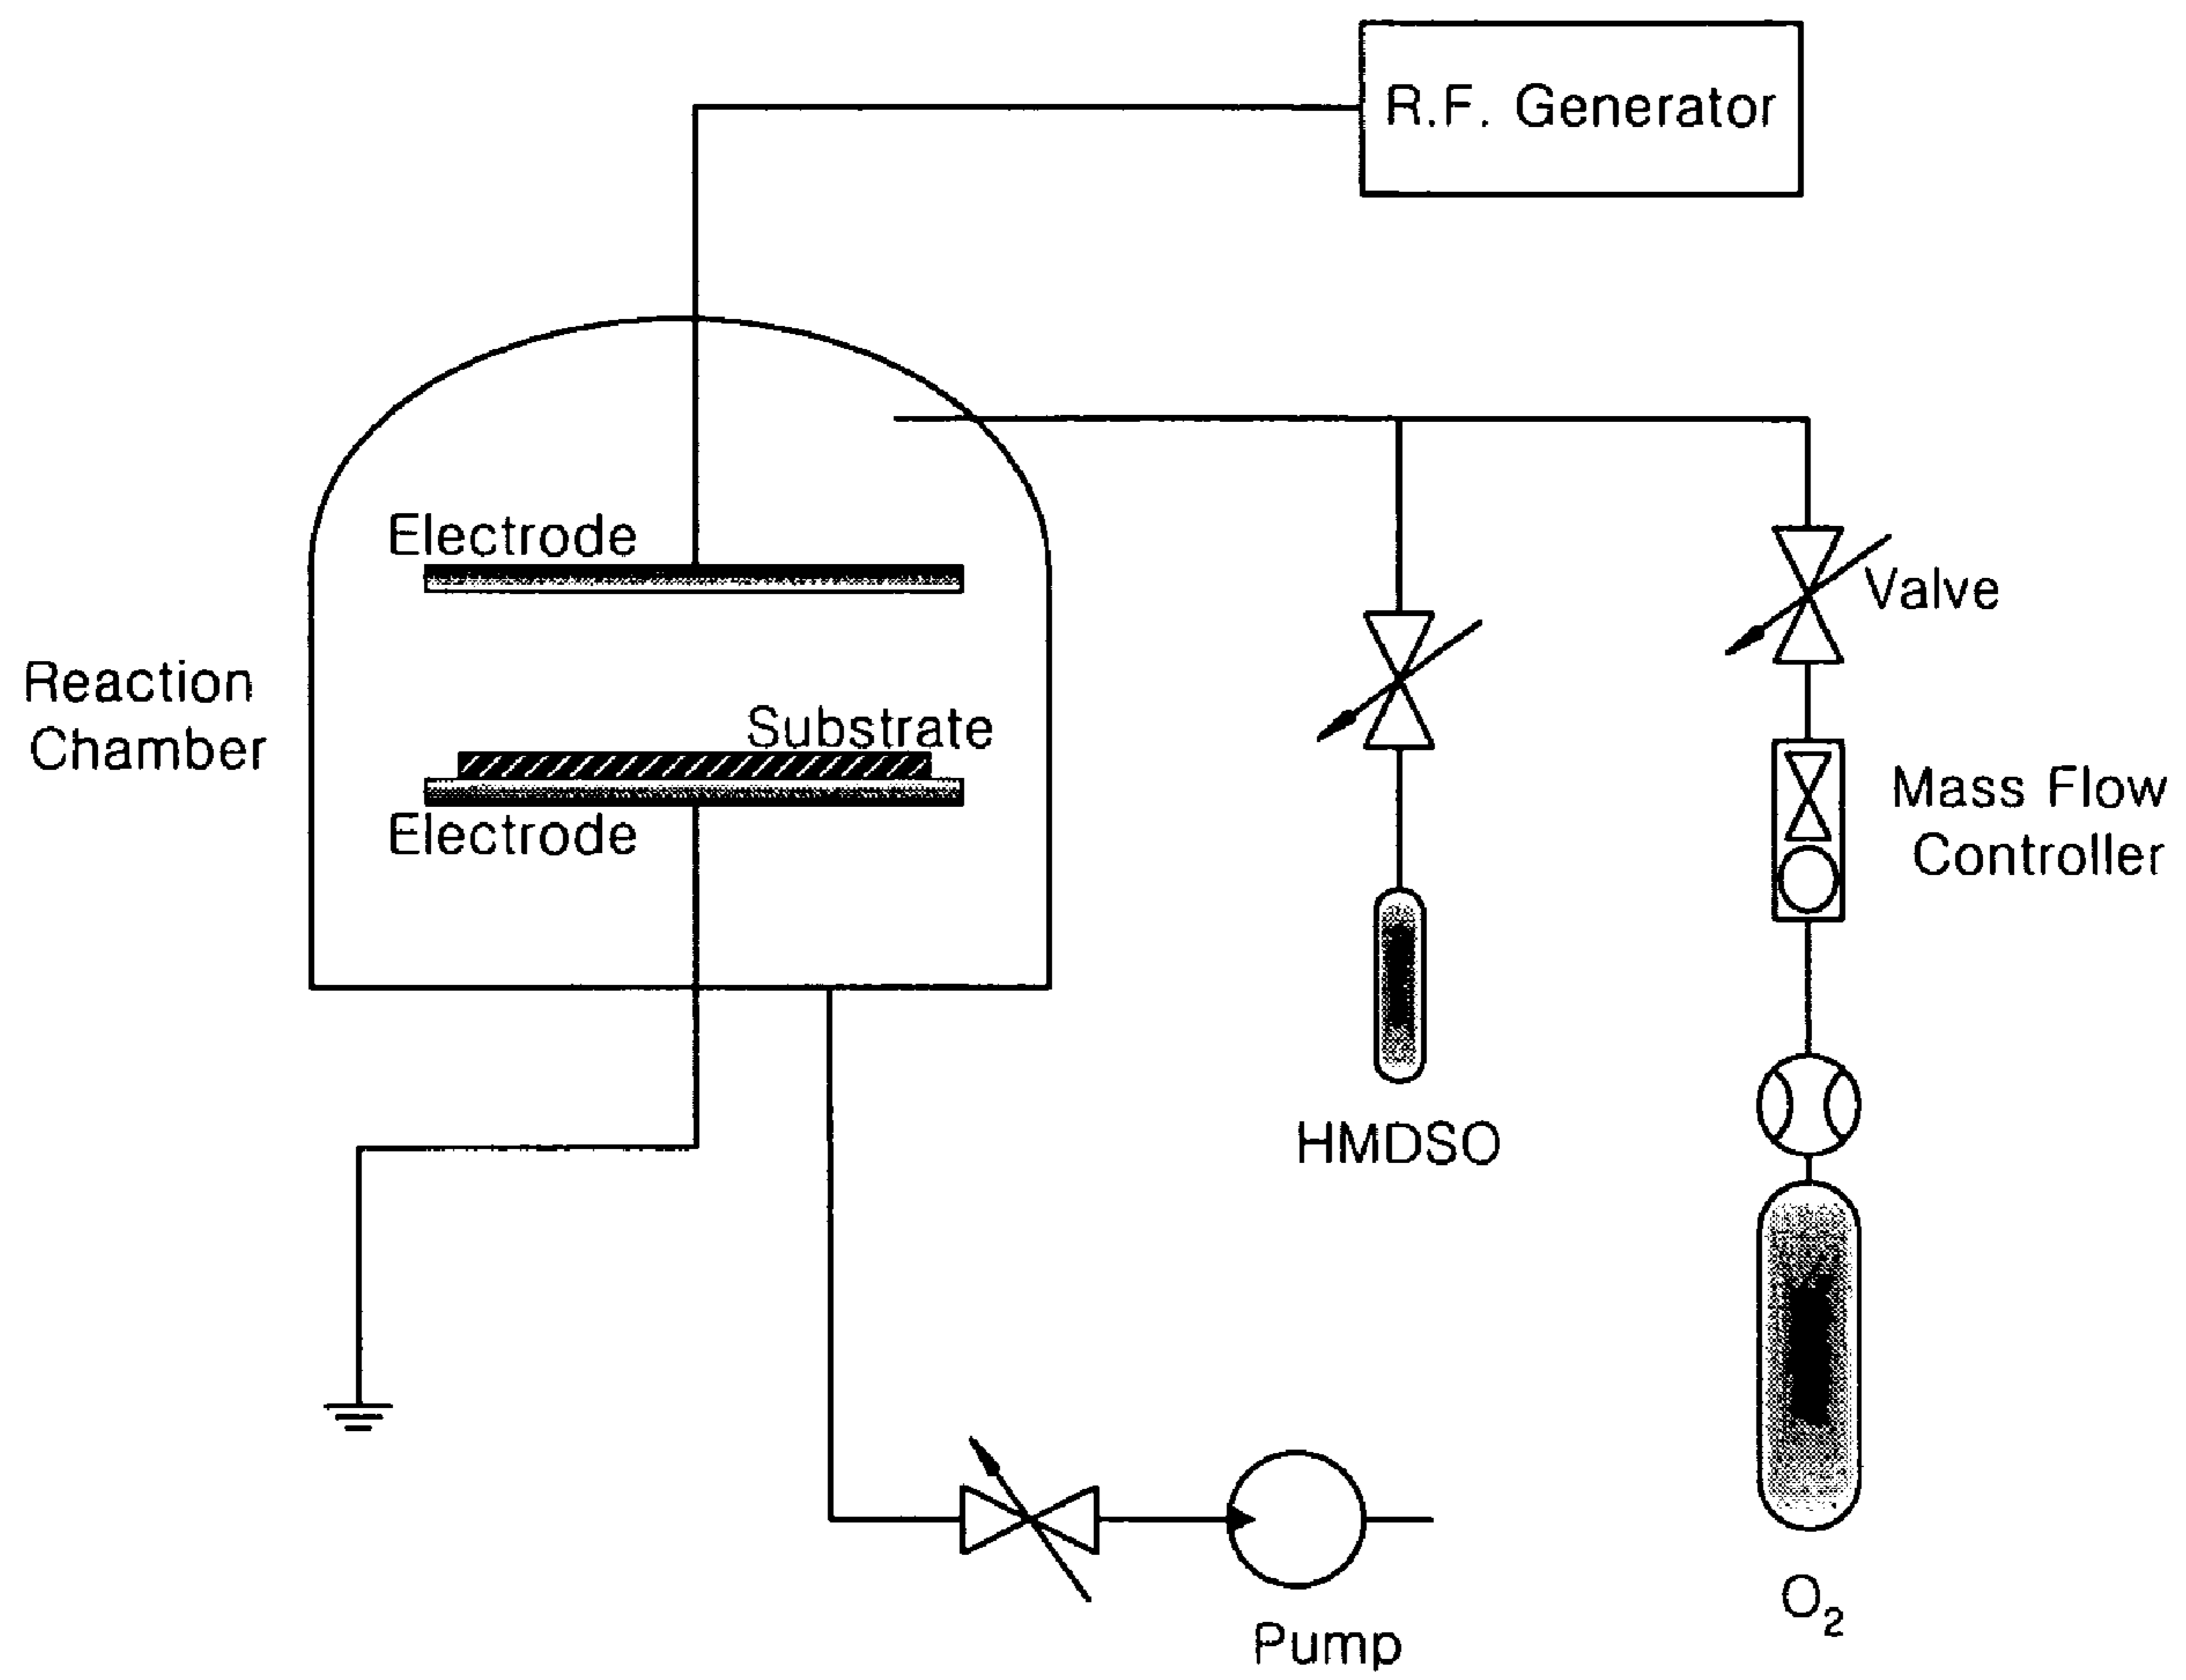 R.F. Generator
Electrode
Valve
Reaction
Chamber
Substrate
Mass Flow
Controller
Electrode
HMDSO
O₂
Pump